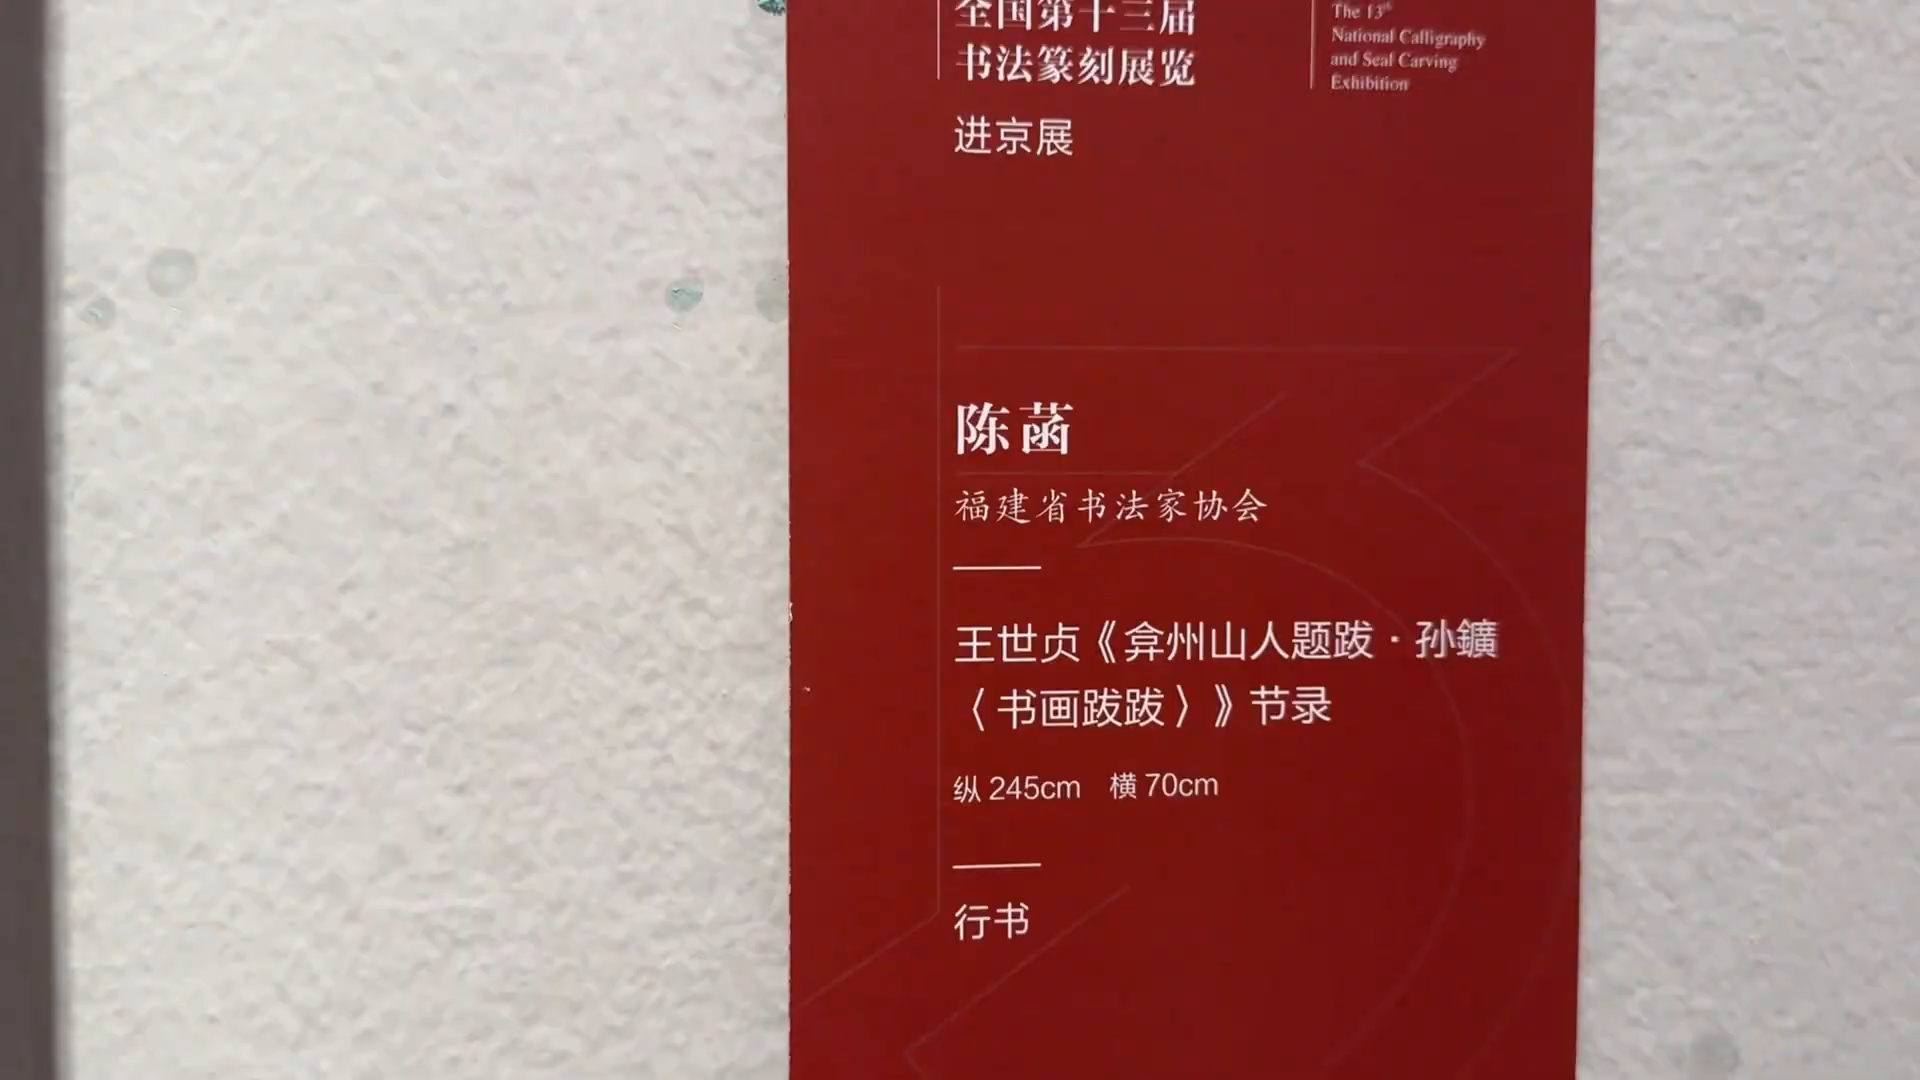 全国第十三届
书法篆刻展览
The 13th
National Calligraphy
and Seal Carving
Exhibition
进京展
陈菡
福建省书法家协会
王世贞《弇州山人题跋·孙鑛
〈书画跋跋〉》节录
纵 245cm 横 70cm
行书